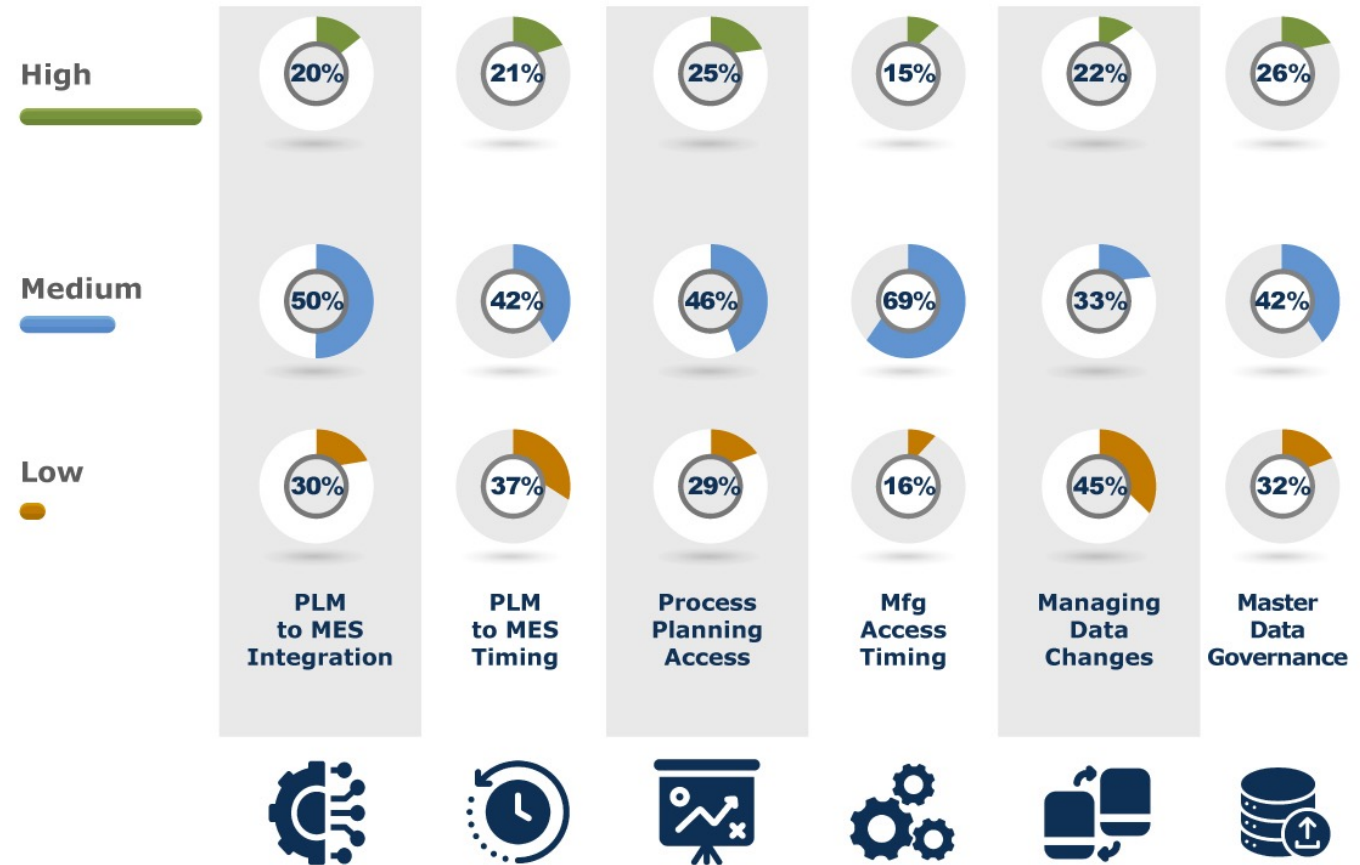 High
20%
21%
25%
15%
22%
26%
Medium
50%
42%
46%
69%
33%
42%
Low
30%
37%
29%
16%
45%
32%
PLM
to MES
Integration
PLM
to MES
Timing
Process
Planning
Access
Mfg
Access
Timing
Managing
Data
Changes
Master
Data
Governance